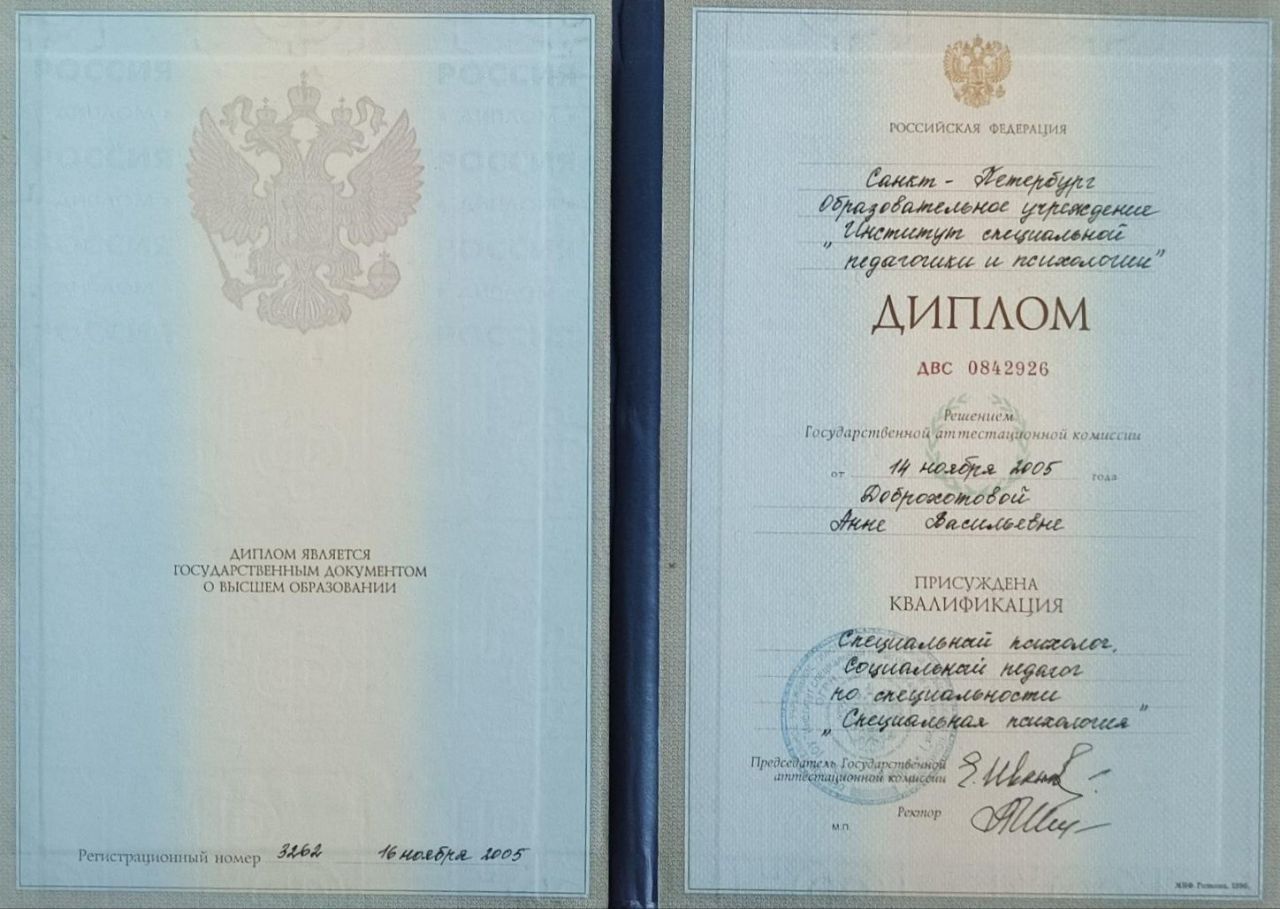 ДИПЛОМ ЯВЛЯЕТСЯ
ГОСУДАРСТВЕННЫМ ДОКУМЕНТОМ
О ВЫСШЕМ ОБРАЗОВАНИИ
Регистрационный номер 3262 16 ноября 2005
РОССИЙСКАЯ ФЕДЕРАЦИЯ
Санкт-Петербург
Образовательное учреждение
„Институт специальной
педагогики и психологии"
ДИПЛОМ
ДВС 0842926
Решением
Государственной аттестационной комиссии
от 14 ноября 2005 года
Доброхотовой
Анне Васильевне
ПРИСУЖДЕНА
КВАЛИФИКАЦИЯ
Специальный психолог,
Социальный педагог
по специальности
„Специальная психология"
Председатель Государственной
аттестационной комиссии
Ректор
М.П.